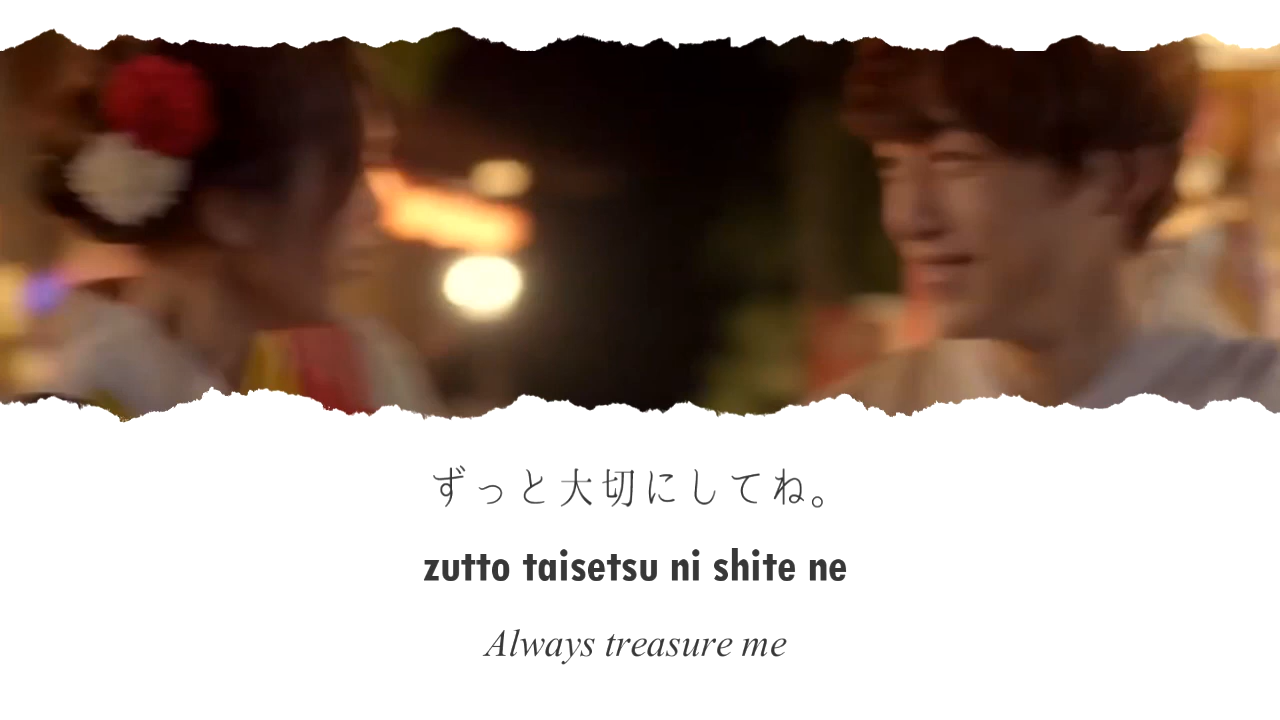 ずっと大切にしてね。
zutto taisetsu ni shite ne
Always treasure me